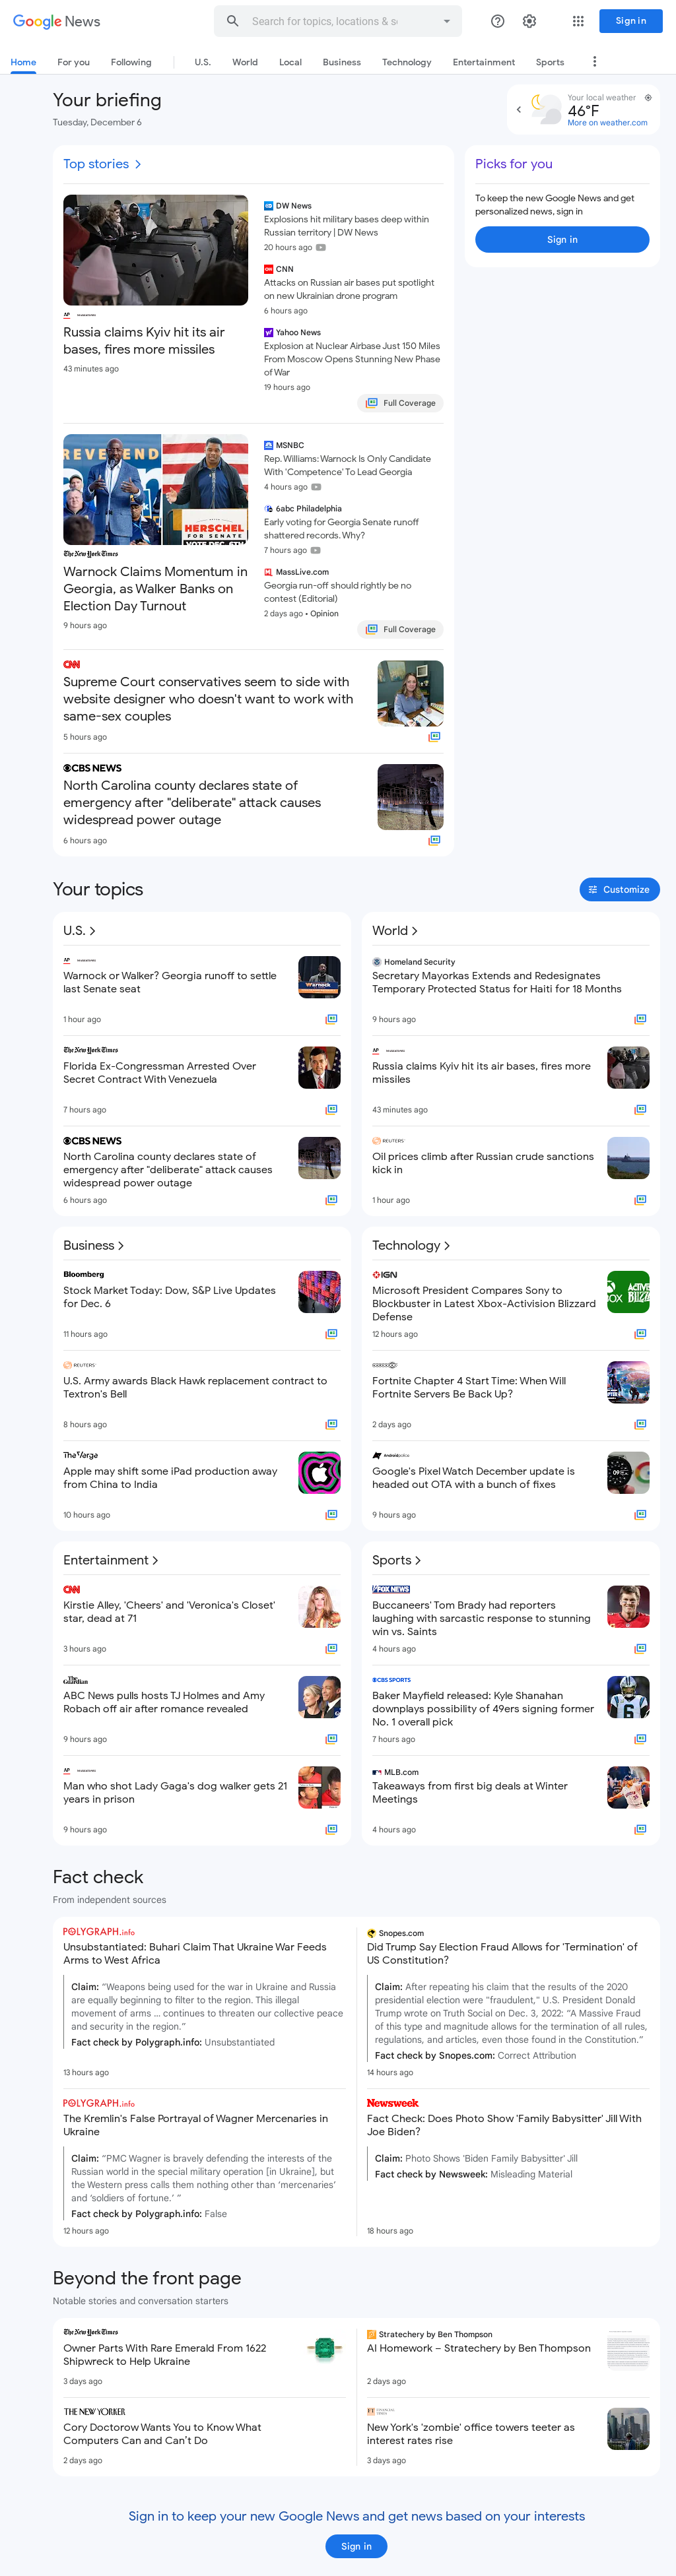 Google News
Search for topics, locations & s
Sign in
Home
For you
Following
U.S.
World
Local
Business
Technology
Entertainment
Sports
Your briefing
Tuesday, December 6
Your local weather
46°F
More on weather.com
Top stories
AP
Russia claims Kyiv hit its air
bases, fires more missiles
43 minutes ago
DW News
Explosions hit military bases deep within
Russian territory | DW News
20 hours ago
CNN
Attacks on Russian air bases put spotlight
on new Ukrainian drone program
6 hours ago
Yahoo News
Explosion at Nuclear Airbase Just 150 Miles
From Moscow Opens Stunning New Phase
of War
19 hours ago
Full Coverage
Picks for you
To keep the new Google News and get
personalized news, sign in
Sign in
REVEREND
HERSCHEL
FOR SENATE
VOTE DEC. 6TH
The New York Times
Warnock Claims Momentum in
Georgia, as Walker Banks on
Election Day Turnout
9 hours ago
MSNBC
Rep. Williams: Warnock Is Only Candidate
With 'Competence' To Lead Georgia
4 hours ago
6abc Philadelphia
Early voting for Georgia Senate runoff
shattered records. Why?
7 hours ago
MassLive.com
Georgia run-off should rightly be no
contest (Editorial)
2 days ago • Opinion
Full Coverage
CNN
Supreme Court conservatives seem to side with
website designer who doesn't want to work with
same-sex couples
5 hours ago
CBS NEWS
North Carolina county declares state of
emergency after "deliberate" attack causes
widespread power outage
6 hours ago
Your topics
Customize
U.S.
AP
Warnock or Walker? Georgia runoff to settle
last Senate seat
Warnock
1 hour ago
The New York Times
Florida Ex-Congressman Arrested Over
Secret Contract With Venezuela
7 hours ago
CBS NEWS
North Carolina county declares state of
emergency after "deliberate" attack causes
widespread power outage
6 hours ago
World
Homeland Security
Secretary Mayorkas Extends and Redesignates
Temporary Protected Status for Haiti for 18 Months
9 hours ago
AP
Russia claims Kyiv hit its air bases, fires more
missiles
43 minutes ago
REUTERS
Oil prices climb after Russian crude sanctions
kick in
1 hour ago
Business
Bloomberg
Stock Market Today: Dow, S&P Live Updates
for Dec. 6
11 hours ago
REUTERS
U.S. Army awards Black Hawk replacement contract to
Textron's Bell
8 hours ago
The Verge
Apple may shift some iPad production away
from China to India
10 hours ago
Technology
IGN
Microsoft President Compares Sony to
Blockbuster in Latest Xbox-Activision Blizzard
Defense
12 hours ago
Fortnite Chapter 4 Start Time: When Will
Fortnite Servers Be Back Up?
2 days ago
androidpolice
Google's Pixel Watch December update is
headed out OTA with a bunch of fixes
9 hours ago
Entertainment
CNN
Kirstie Alley, 'Cheers' and 'Veronica's Closet'
star, dead at 71
3 hours ago
The Guardian
ABC News pulls hosts TJ Holmes and Amy
Robach off air after romance revealed
9 hours ago
AP
Man who shot Lady Gaga's dog walker gets 21
years in prison
9 hours ago
Sports
FOX NEWS
Buccaneers' Tom Brady had reporters
laughing with sarcastic response to stunning
win vs. Saints
4 hours ago
CBS SPORTS
Baker Mayfield released: Kyle Shanahan
downplays possibility of 49ers signing former
No. 1 overall pick
7 hours ago
MLB.com
Takeaways from first big deals at Winter
Meetings
4 hours ago
Fact check
From independent sources
POLYGRAPH.info
Unsubstantiated: Buhari Claim That Ukraine War Feeds
Arms to West Africa
Claim: “Weapons being used for the war in Ukraine and Russia
are equally beginning to filter to the region. This illegal
movement of arms ... continues to threaten our collective peace
and security in the region.”
Fact check by Polygraph.info: Unsubstantiated
13 hours ago
Snopes.com
Did Trump Say Election Fraud Allows for 'Termination' of
US Constitution?
Claim: After repeating his claim that the results of the 2020
presidential election were "fraudulent," U.S. President Donald
Trump wrote on Truth Social on Dec. 3, 2022: “A Massive Fraud
of this type and magnitude allows for the termination of all rules,
regulations, and articles, even those found in the Constitution.”
Fact check by Snopes.com: Correct Attribution
14 hours ago
POLYGRAPH.info
The Kremlin's False Portrayal of Wagner Mercenaries in
Ukraine
Claim: “PMC Wagner is bravely defending the interests of the
Russian world in the special military operation [in Ukraine], but
the Western press calls them nothing other than ‘mercenaries’
and ‘soldiers of fortune.’ ”
Fact check by Polygraph.info: False
12 hours ago
Newsweek
Fact Check: Does Photo Show 'Family Babysitter' Jill With
Joe Biden?
Claim: Photo Shows 'Biden Family Babysitter' Jill
Fact check by Newsweek: Misleading Material
18 hours ago
Beyond the front page
Notable stories and conversation starters
The New York Times
Owner Parts With Rare Emerald From 1622
Shipwreck to Help Ukraine
3 days ago
Stratechery by Ben Thompson
AI Homework – Stratechery by Ben Thompson
2 days ago
THE NEW YORKER
Cory Doctorow Wants You to Know What
Computers Can and Can’t Do
2 days ago
FT FINANCIAL TIMES
New York's 'zombie' office towers teeter as
interest rates rise
3 days ago
Sign in to keep your new Google News and get news based on your interests
Sign in